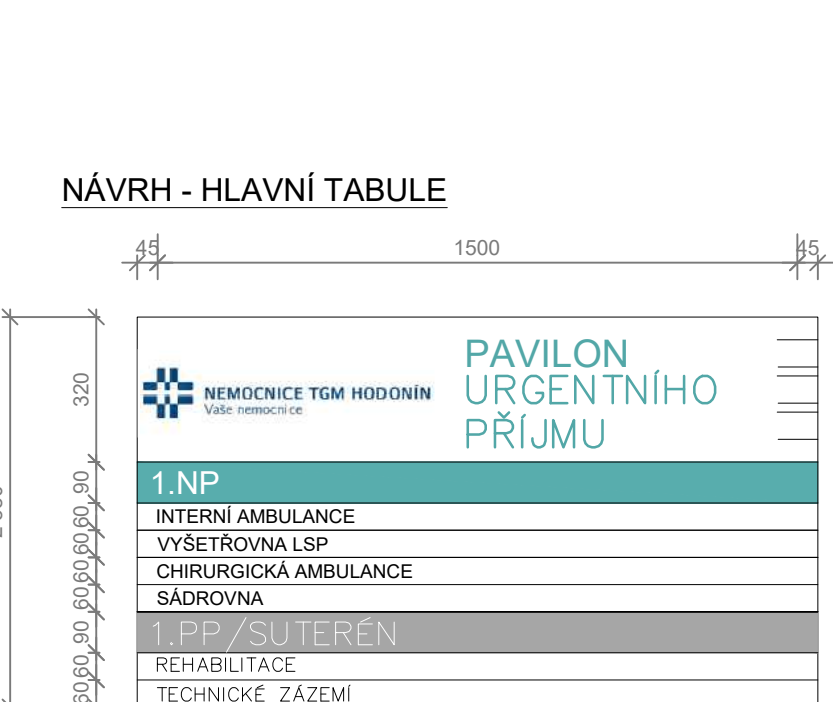 NÁVRH - HLAVNÍ TABULE
45 1500 45
320
PAVILON
URGENTNÍHO
PŘÍJMU
NEMOCNICE TGM HODONÍN
Vaše nemocnice
90
1.NP
60
INTERNÍ AMBULANCE
60
VYŠETŘOVNA LSP
60
CHIRURGICKÁ AMBULANCE
60
SÁDROVNA
90
1.PP/SUTERÉN
60
REHABILITACE
60
TECHNICKÉ ZÁZEMÍ